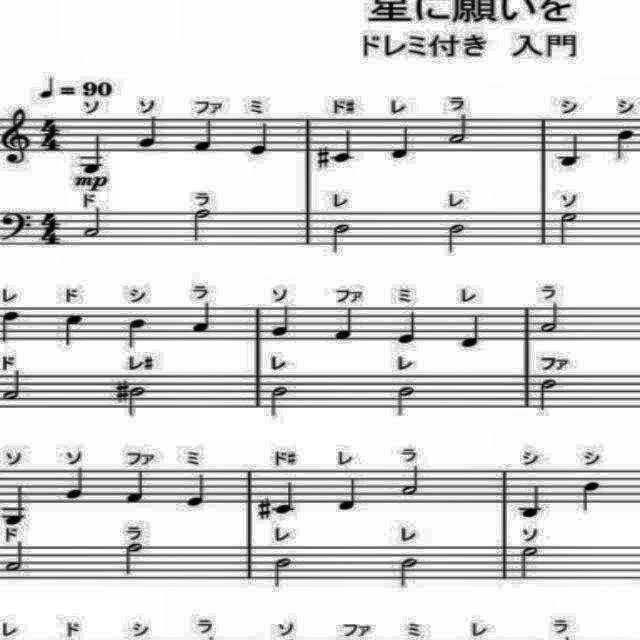 星に願いを
ドレミ付き 入門
= 90
ソ ソ ファ ミ ド# レ ラ シ シ
mp
ド ラ レ レ ソ
レ ド シ ラ ソ ファ ミ レ ラ
ド レ# レ レ ファ
ソ ソ ファ ミ ド# レ ラ シ シ
ド ラ レ レ ソ
レ ド シ ラ ソ ファ ミ レ ラ